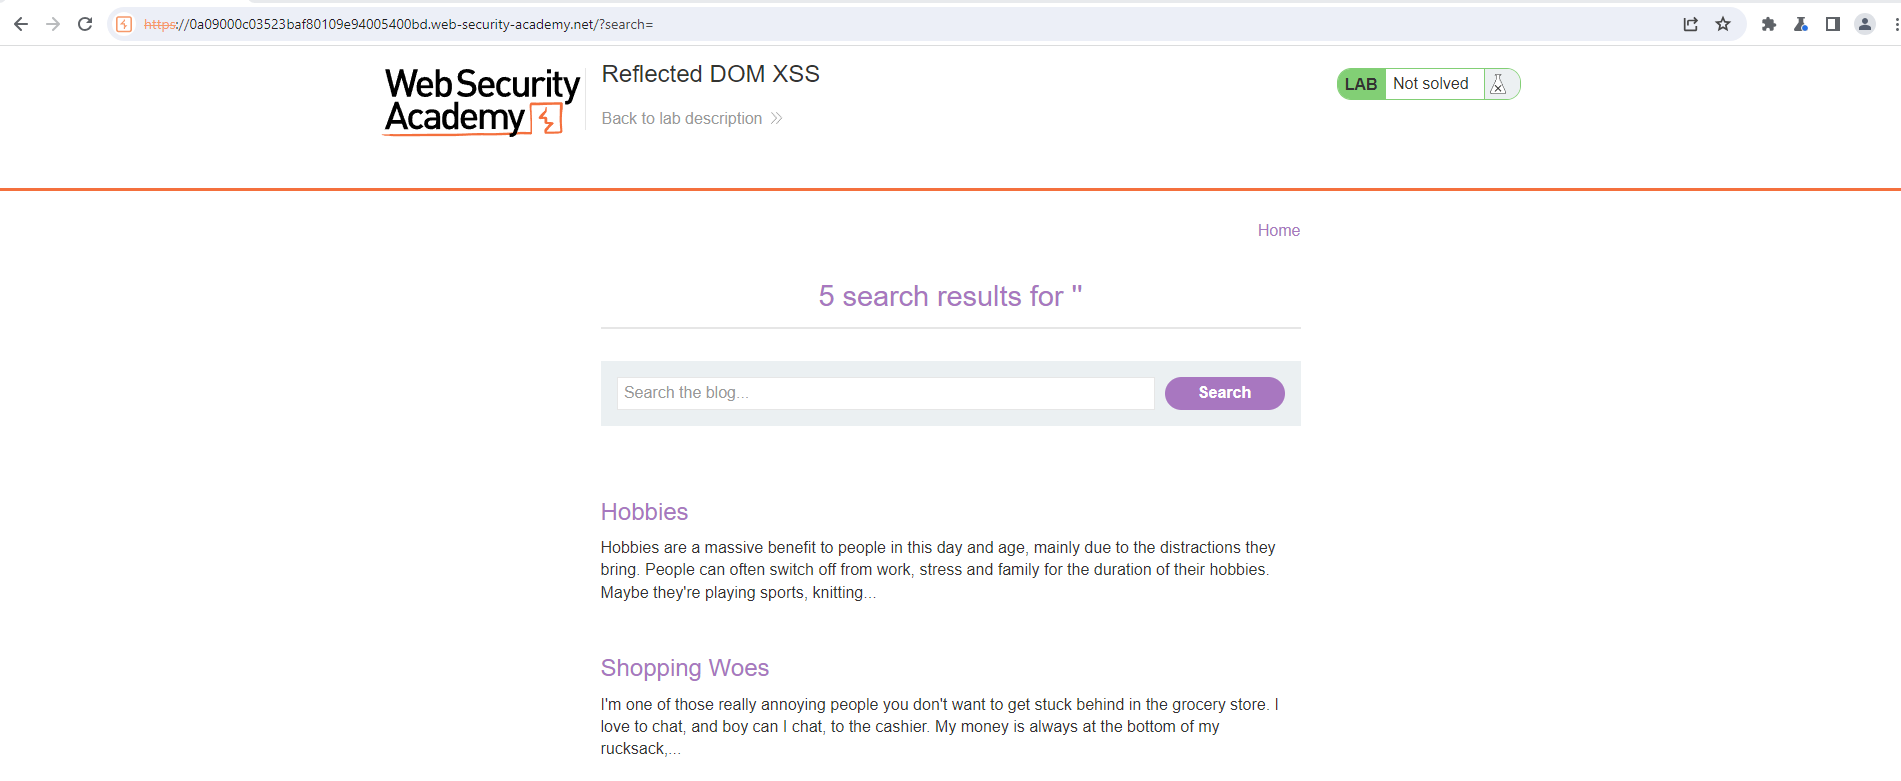 https://0a09000c03523baf80109e94005400bd.web-security-academy.net/?search=
Web Security
Academy
Reflected DOM XSS
Back to lab description
LAB Not solved
Home
5 search results for ''
Search the blog... Search
Hobbies
Hobbies are a massive benefit to people in this day and age, mainly due to the distractions they
bring. People can often switch off from work, stress and family for the duration of their hobbies.
Maybe they're playing sports, knitting...
Shopping Woes
I'm one of those really annoying people you don't want to get stuck behind in the grocery store. I
love to chat, and boy can I chat, to the cashier. My money is always at the bottom of my
rucksack,...